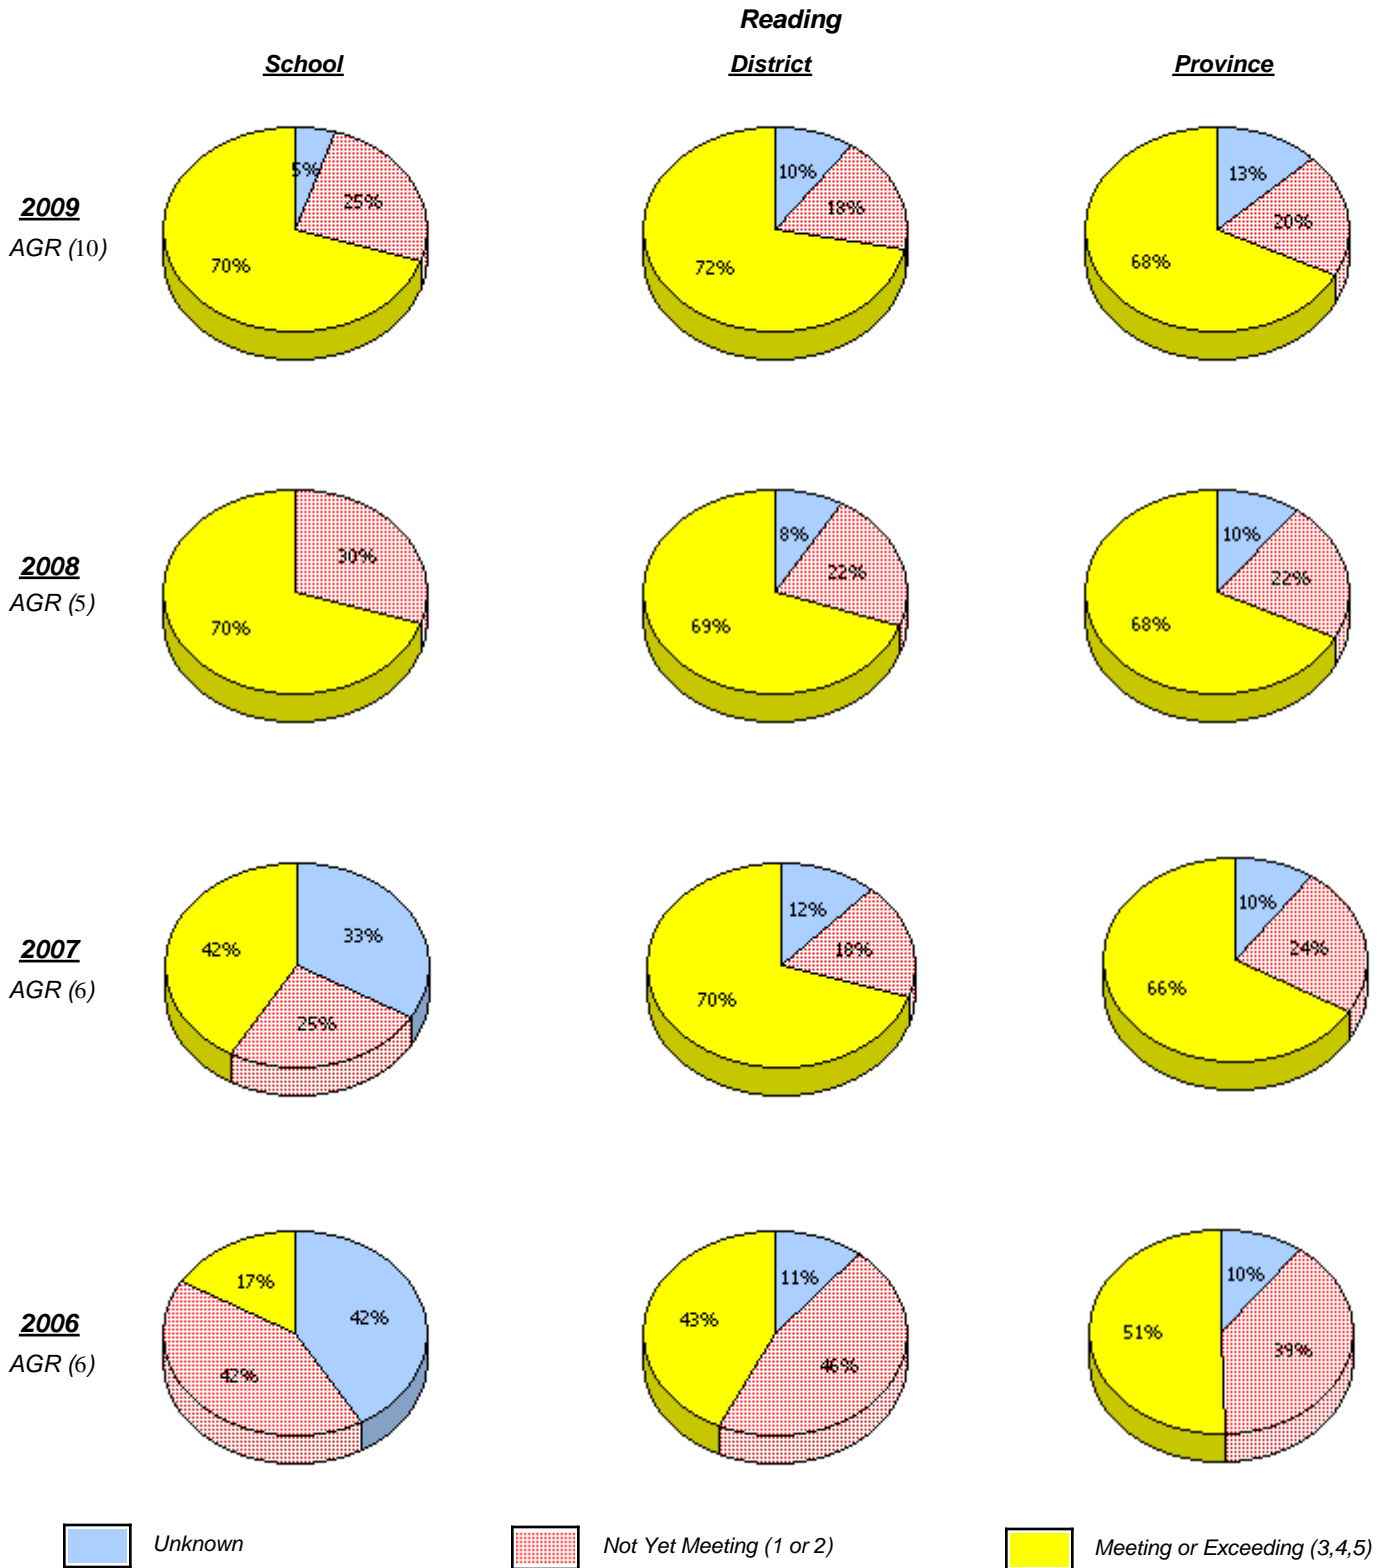 Reading
School District Province
2009
AGR (10)
5% 25% 70%
10% 18% 72%
13% 20% 68%
2008
AGR (5)
30% 70%
8% 22% 69%
10% 22% 68%
2007
AGR (6)
33% 25% 42%
12% 18% 70%
10% 24% 66%
2006
AGR (6)
17% 42% 42%
11% 43% 46%
10% 51% 39%
Unknown Not Yet Meeting (1 or 2) Meeting or Exceeding (3,4,5)